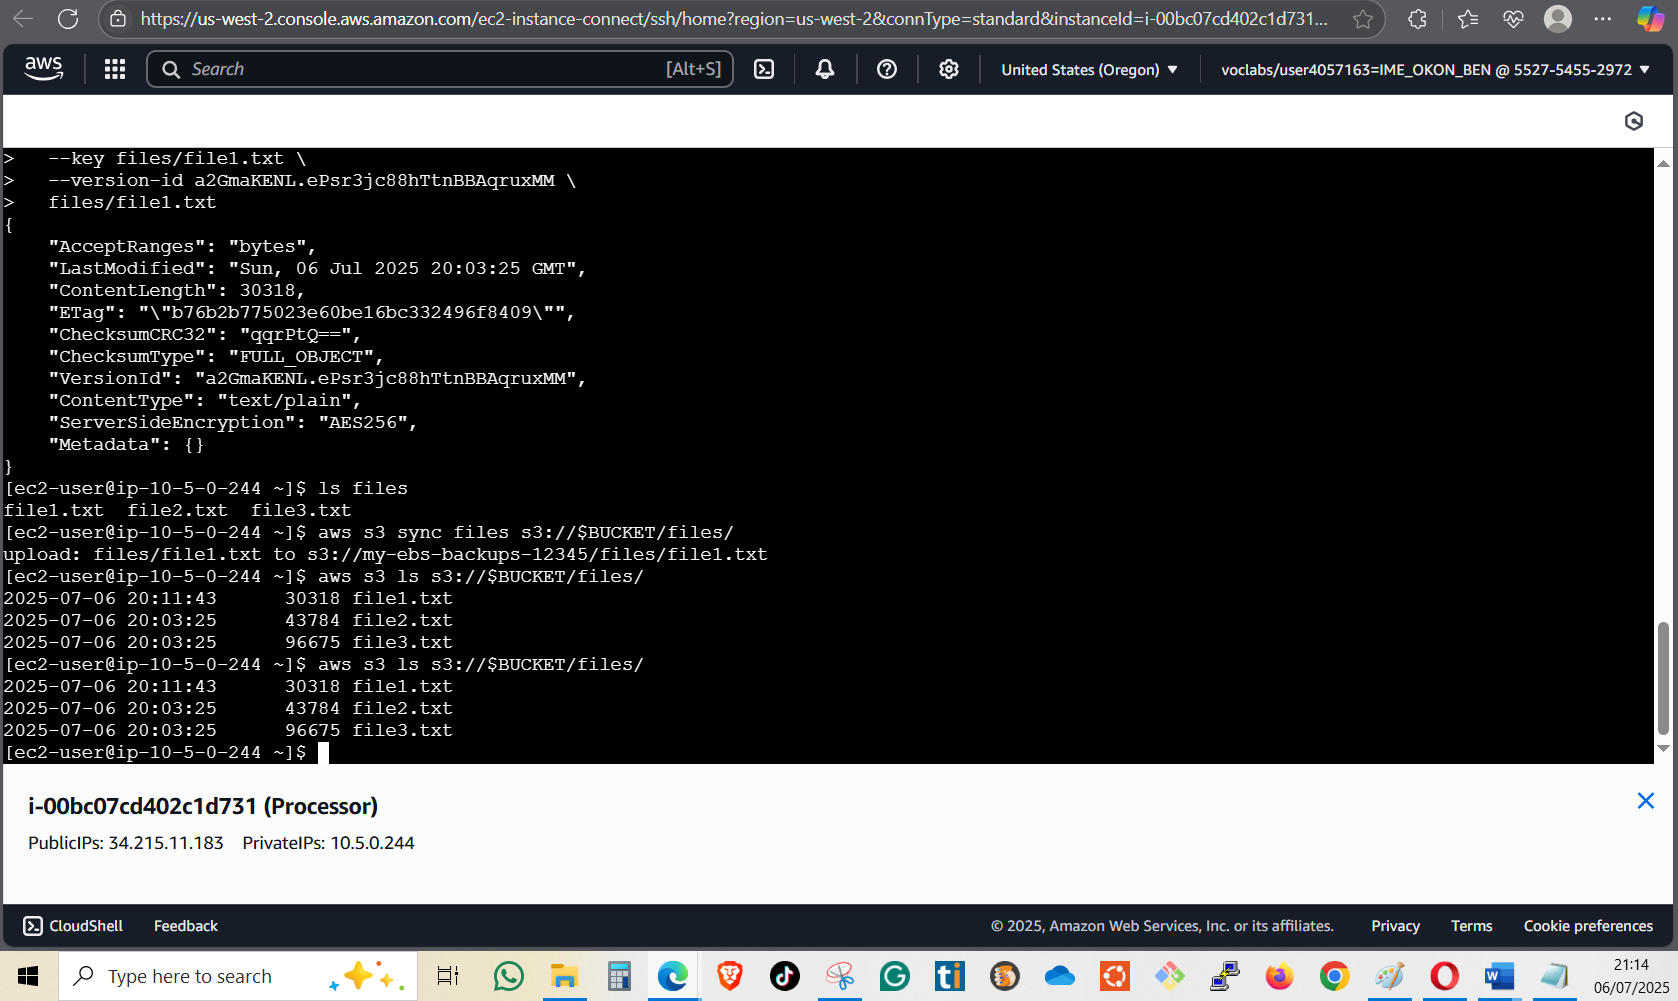 https://us-west-2.console.aws.amazon.com/ec2-instance-connect/ssh/home?region=us-west-2&connType=standard&instanceId=i-00bc07cd402c1d731...
aws
Search
[Alt+S]
United States (Oregon)
voclabs/user4057163=IME_OKON_BEN @ 5527-5455-2972
>   --key files/file1.txt \
>   --version-id a2GmaKENL.ePsr3jc88hTtnBBAqruxMM \
>   files/file1.txt
{
    "AcceptRanges": "bytes",
    "LastModified": "Sun, 06 Jul 2025 20:03:25 GMT",
    "ContentLength": 30318,
    "ETag": "\"b76b2b775023e60be16bc332496f8409\"",
    "ChecksumCRC32": "qqrPtQ==",
    "ChecksumType": "FULL_OBJECT",
    "VersionId": "a2GmaKENL.ePsr3jc88hTtnBBAqruxMM",
    "ContentType": "text/plain",
    "ServerSideEncryption": "AES256",
    "Metadata": {}
}
[ec2-user@ip-10-5-0-244 ~]$ ls files
file1.txt  file2.txt  file3.txt
[ec2-user@ip-10-5-0-244 ~]$ aws s3 sync files s3://$BUCKET/files/
upload: files/file1.txt to s3://my-ebs-backups-12345/files/file1.txt
[ec2-user@ip-10-5-0-244 ~]$ aws s3 ls s3://$BUCKET/files/
2025-07-06 20:11:43      30318 file1.txt
2025-07-06 20:03:25      43784 file2.txt
2025-07-06 20:03:25      96675 file3.txt
[ec2-user@ip-10-5-0-244 ~]$ aws s3 ls s3://$BUCKET/files/
2025-07-06 20:11:43      30318 file1.txt
2025-07-06 20:03:25      43784 file2.txt
2025-07-06 20:03:25      96675 file3.txt
[ec2-user@ip-10-5-0-244 ~]$
i-00bc07cd402c1d731 (Processor)
PublicIPs: 34.215.11.183    PrivateIPs: 10.5.0.244
CloudShell
Feedback
© 2025, Amazon Web Services, Inc. or its affiliates.
Privacy
Terms
Cookie preferences
Type here to search
21:14
06/07/2025